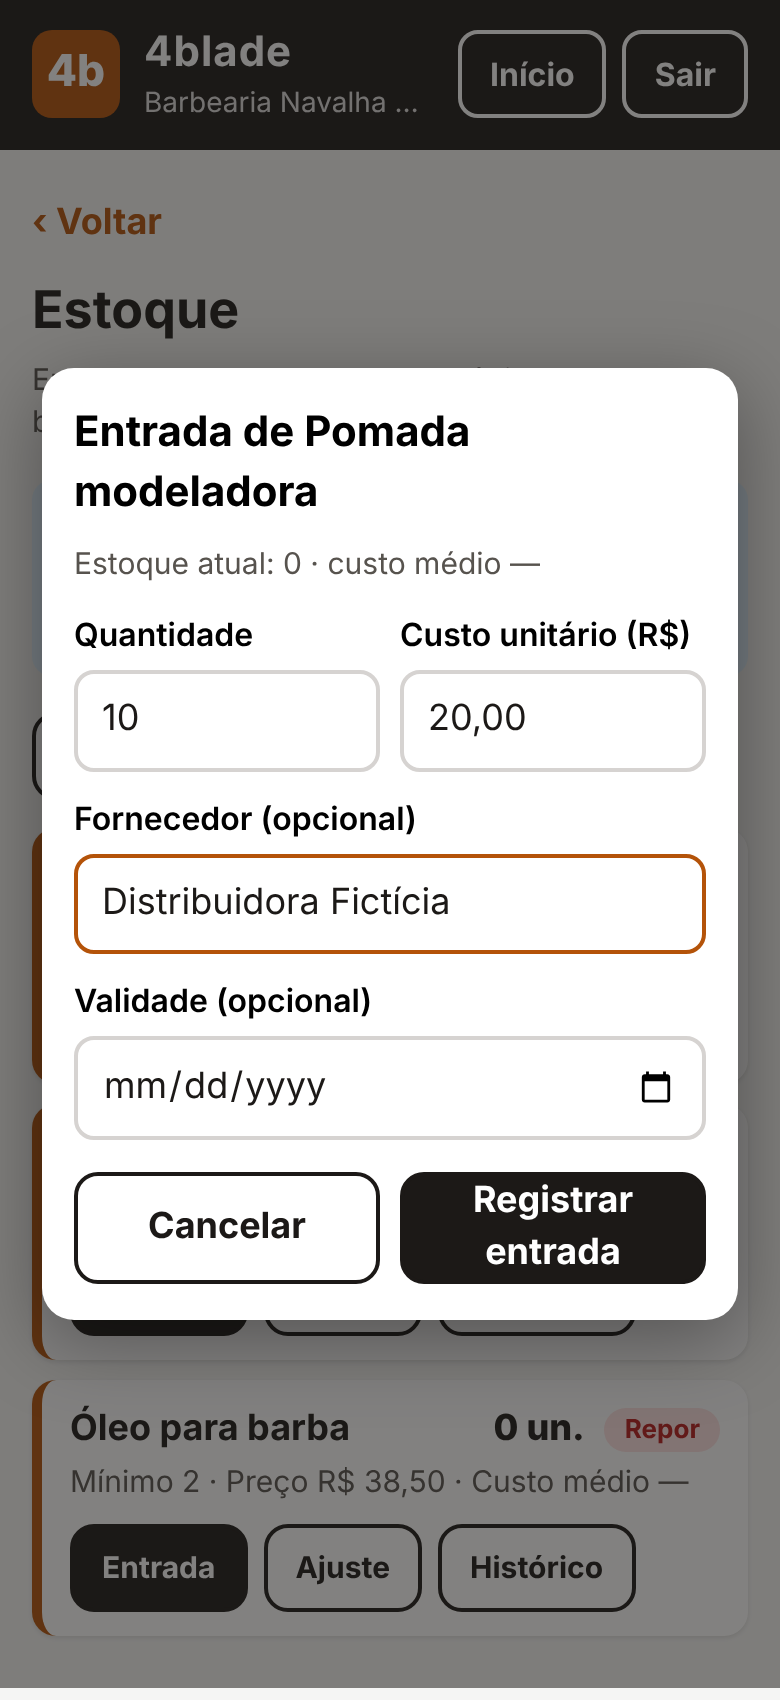 4b
4blade
Barbearia Navalha ...
Início
Sair
‹ Voltar
Estoque
Entrada de Pomada
modeladora
Estoque atual: 0 · custo médio —
Quantidade
Custo unitário (R$)
10
20,00
Fornecedor (opcional)
Distribuidora Fictícia
Validade (opcional)
mm/dd/yyyy
Cancelar
Registrar
entrada
Óleo para barba
0 un.
Repor
Mínimo 2 · Preço R$ 38,50 · Custo médio —
Entrada
Ajuste
Histórico